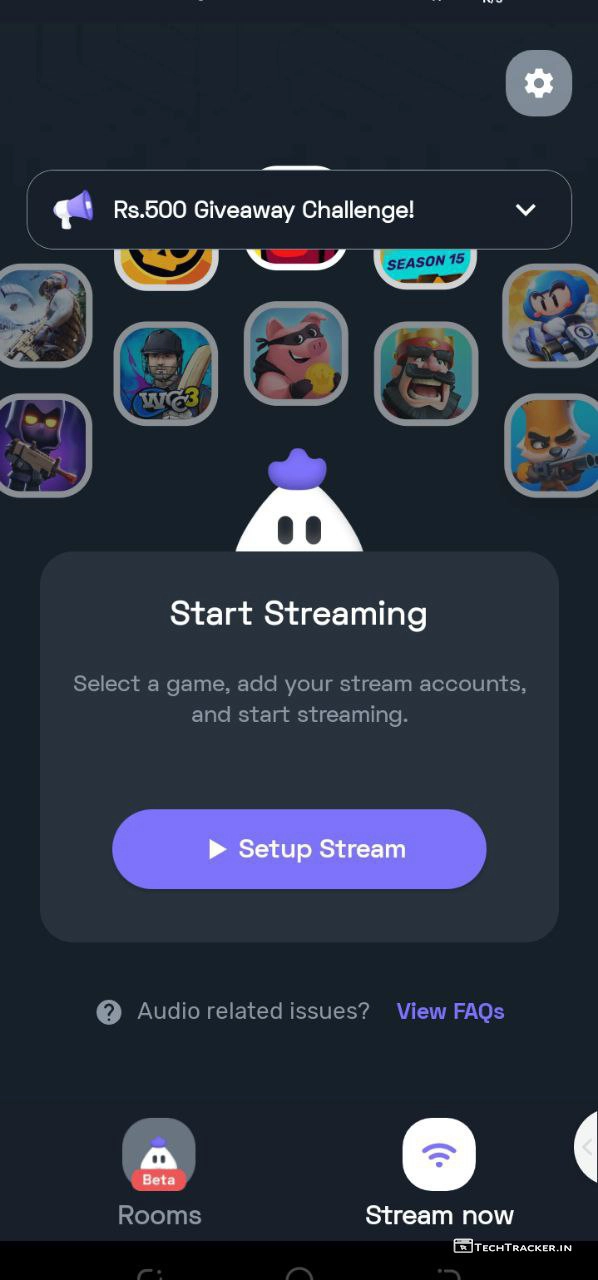 K/s
Rs.500 Giveaway Challenge!
SEASON 15
WCC3
Start Streaming
Select a game, add your stream accounts,
and start streaming.
Setup Stream
? Audio related issues? View FAQs
Beta
Rooms
Stream now
TECHTRACKER.IN